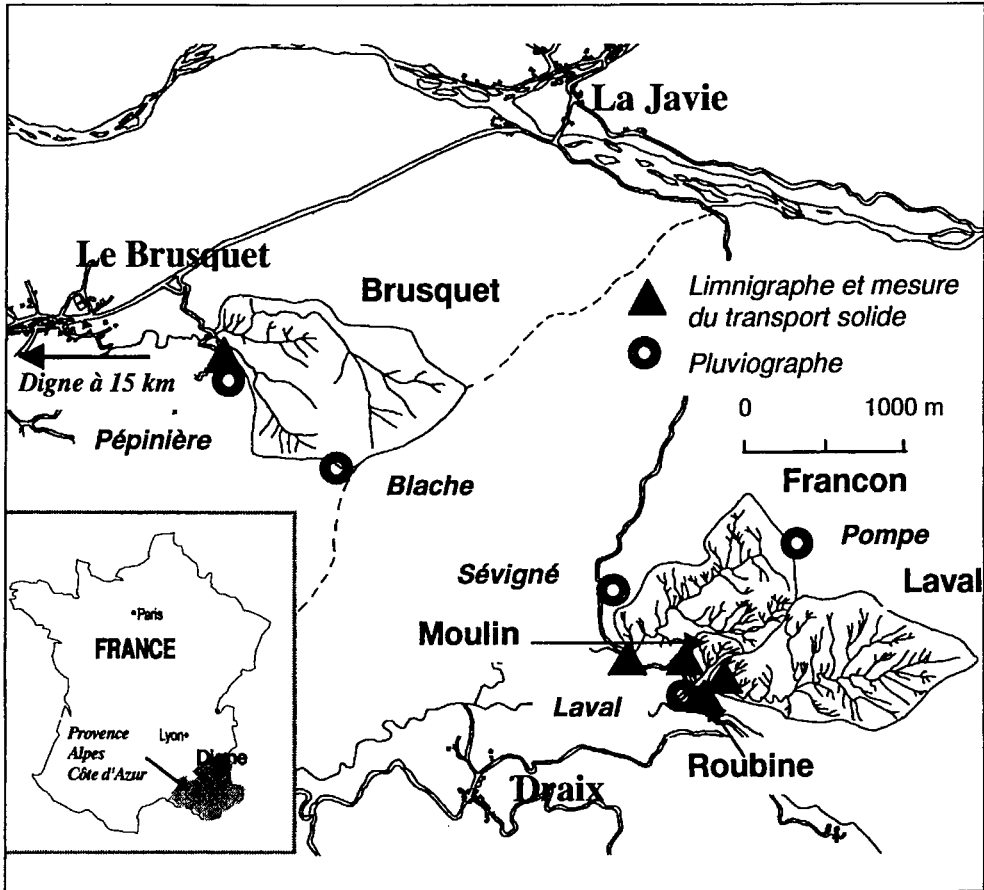 La Javie
Le Brusquet
Brusquet
Limnigraphe et mesure
du transport solide
Pluviographe
Digne à 15 km
0 1000 m
Pépinière
Blache
Francon
Pompe
Sévigné
Laval
Moulin
Paris
FRANCE
Laval
Provence
Alpes
Côte d'Azur
Lyon
Digne
Roubine
Draix